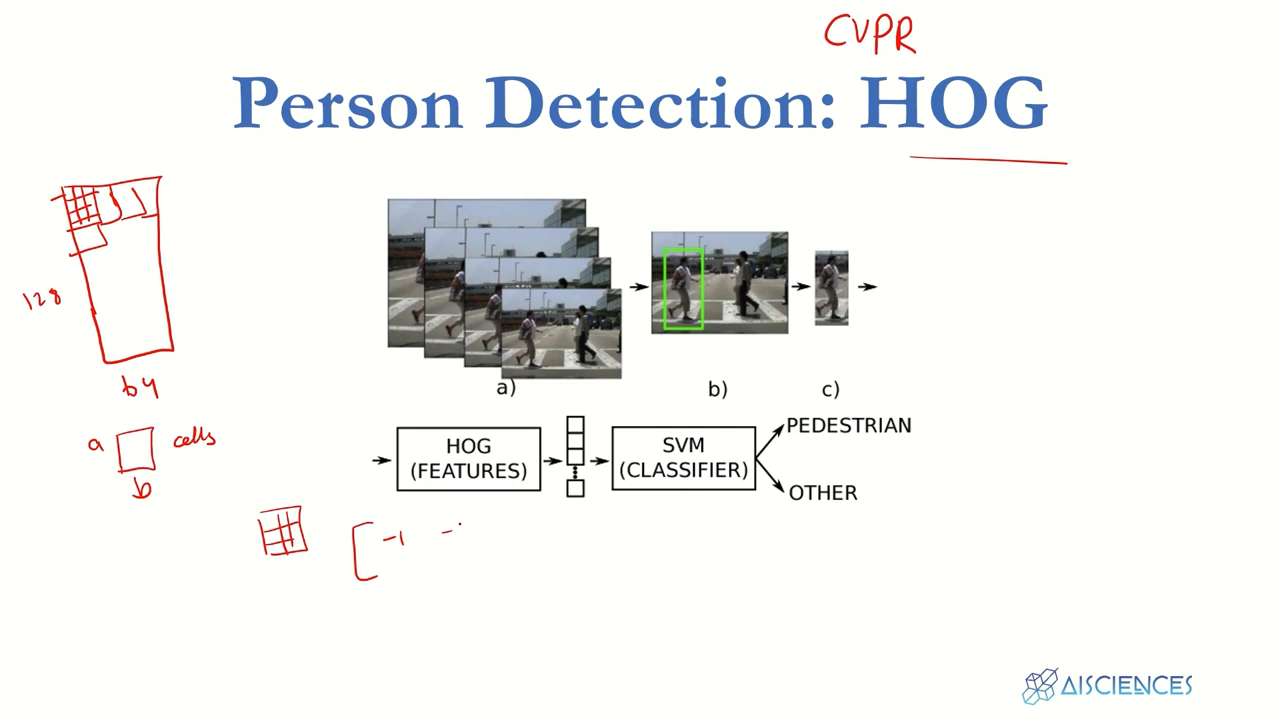 CVPR
Person Detection: HOG
128
64
a
cells
b
a)
b)
c)
HOG
(FEATURES)
SVM
(CLASSIFIER)
PEDESTRIAN
OTHER
[ -1 -
AISCIENCES